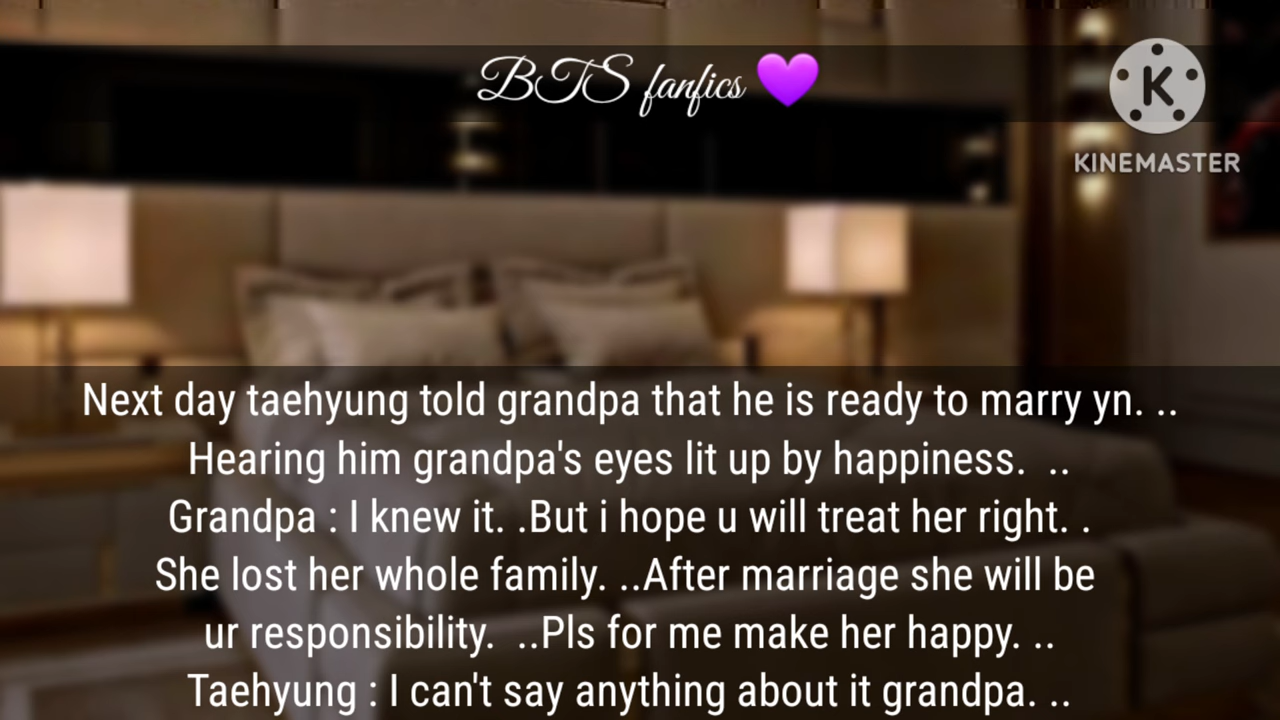 BTS fanfics 💜
K
KINEMASTER
Next day taehyung told grandpa that he is ready to marry yn. ..
Hearing him grandpa's eyes lit up by happiness.  ..
Grandpa : I knew it. .But i hope u will treat her right. .
She lost her whole family. ..After marriage she will be
ur responsibility.  ..Pls for me make her happy. ..
Taehyung : I can't say anything about it grandpa. ..